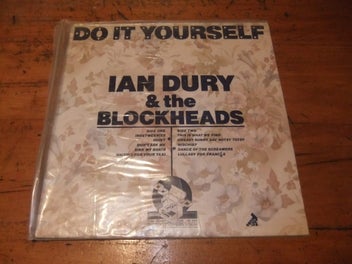 DO IT YOURSELF
IAN DURY
& the
BLOCKHEADS
SIDE ONE
INBETWEENIES
QUIET
DON'T ASK ME
SINK MY BOATS
WAITING FOR YOUR TAXI
SIDE TWO
THIS IS WHAT WE FIND
UNEASY SUNNY DAY HOTSY TOTSY
MISCHIEF
DANCE OF THE SCREAMERS
LULLABY FOR FRANCIES